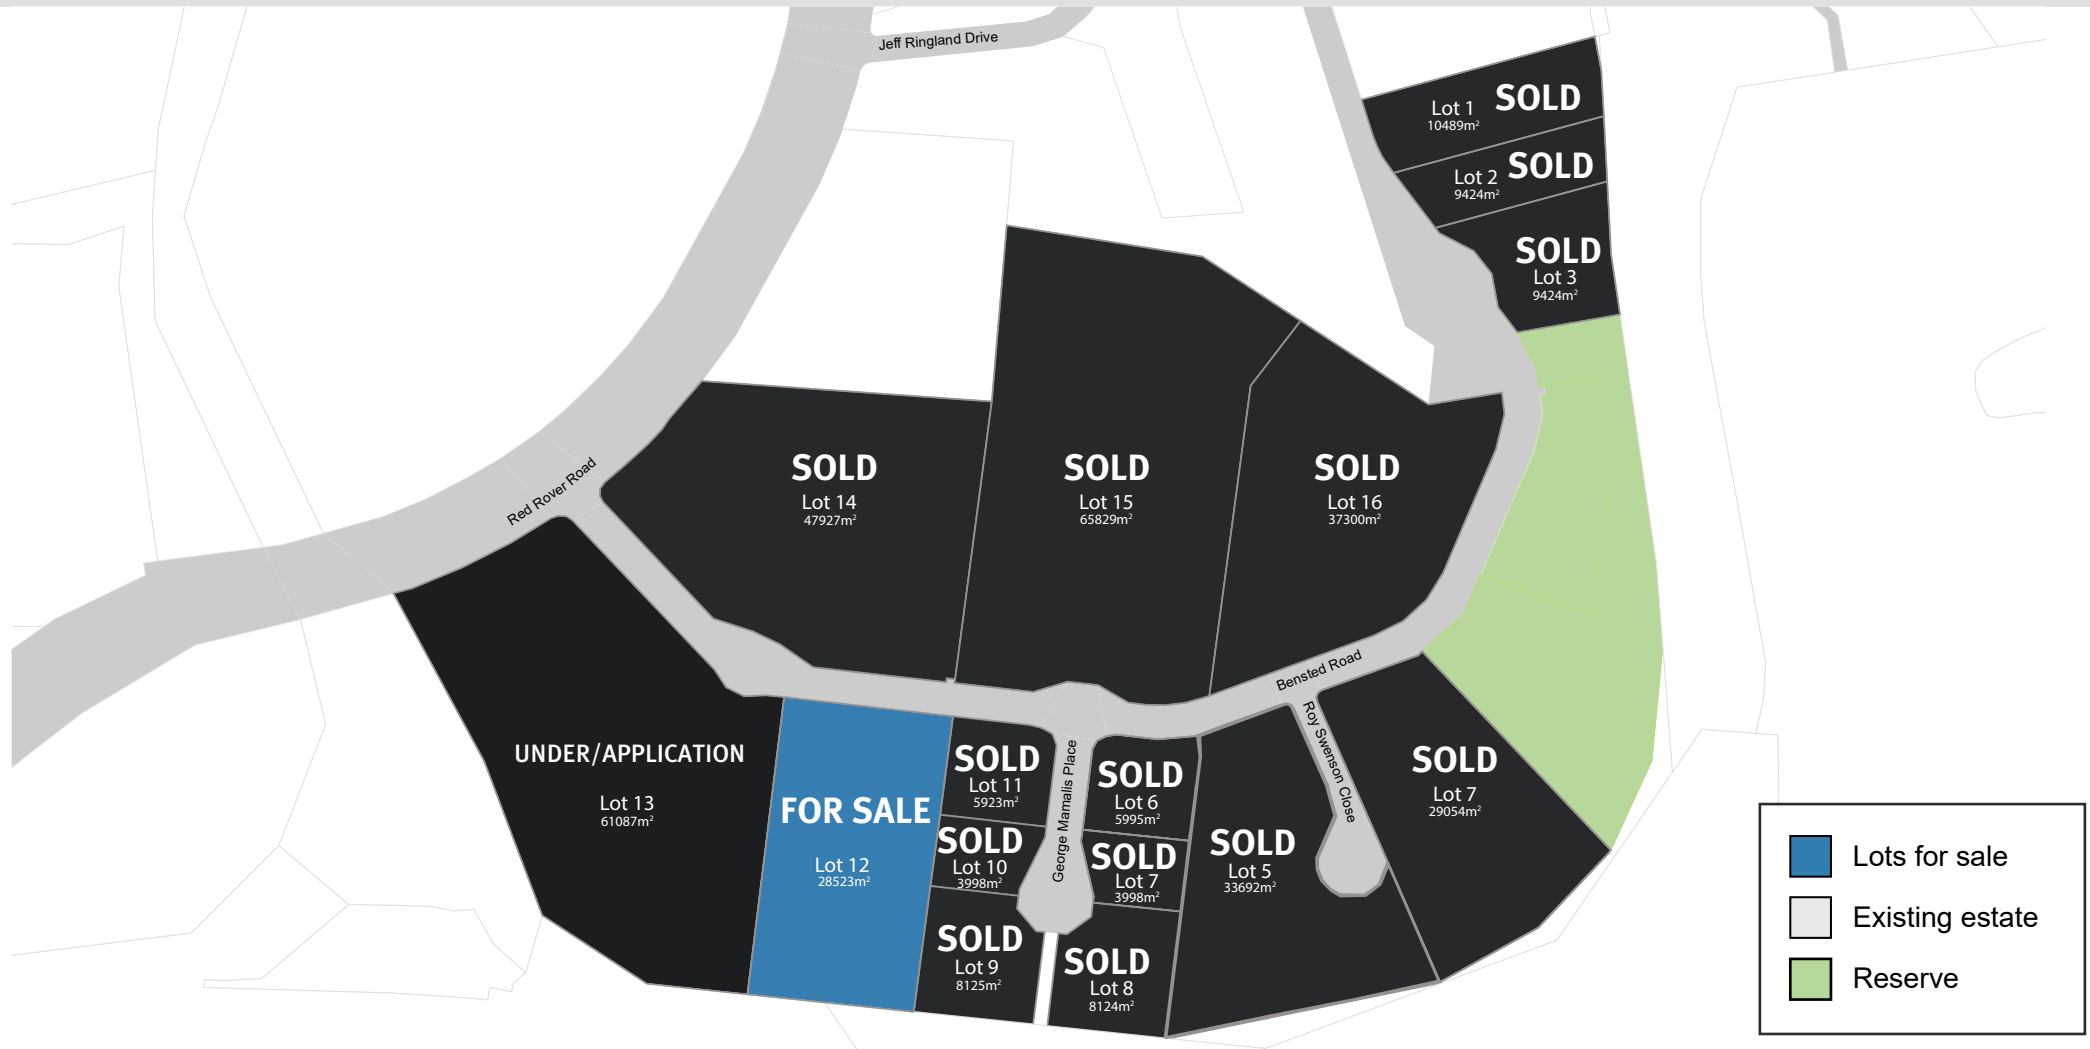 Jeff Ringland Drive
Lot 1
10489m²
SOLD
Lot 2
9424m²
SOLD
SOLD
Lot 3
9424m²
Red Rover Road
SOLD
Lot 14
47927m²
SOLD
Lot 15
65829m²
SOLD
Lot 16
37300m²
Bensted Road
Roy Swenson Close
George Mamalis Place
UNDER/APPLICATION
Lot 13
61087m²
FOR SALE
Lot 12
28523m²
SOLD
Lot 11
5923m²
SOLD
Lot 10
3998m²
SOLD
Lot 9
8125m²
SOLD
Lot 6
5995m²
SOLD
Lot 7
3998m²
SOLD
Lot 8
8124m²
SOLD
Lot 5
33692m²
SOLD
Lot 7
29054m²
Lots for sale
Existing estate
Reserve